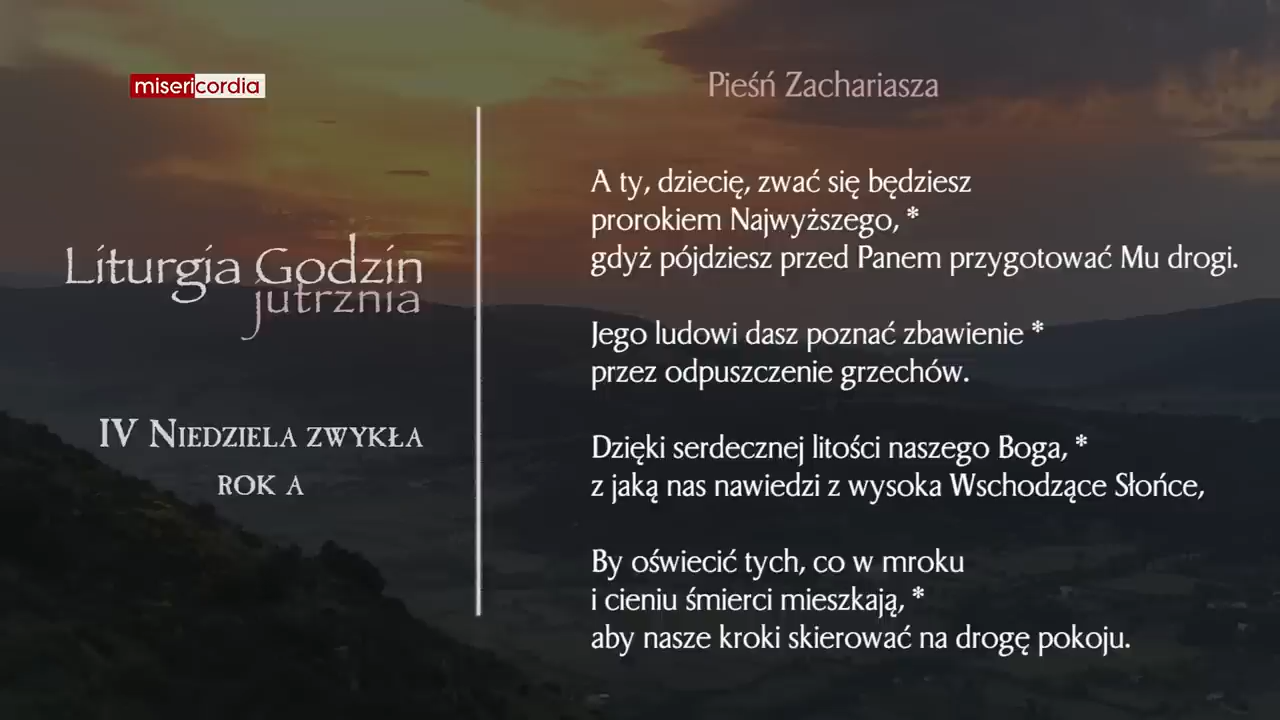 misericordia
Liturgia Godzin
jutrznia
IV Niedziela zwykła
rok A
Pieśń Zachariasza
A ty, dziecię, zwać się będziesz
prorokiem Najwyższego, *
gdyż pójdziesz przed Panem przygotować Mu drogi.
Jego ludowi dasz poznać zbawienie *
przez odpuszczenie grzechów.
Dzięki serdecznej litości naszego Boga, *
z jaką nas nawiedzi z wysoka Wschodzące Słońce,
By oświecić tych, co w mroku
i cieniu śmierci mieszkają, *
aby nasze kroki skierować na drogę pokoju.